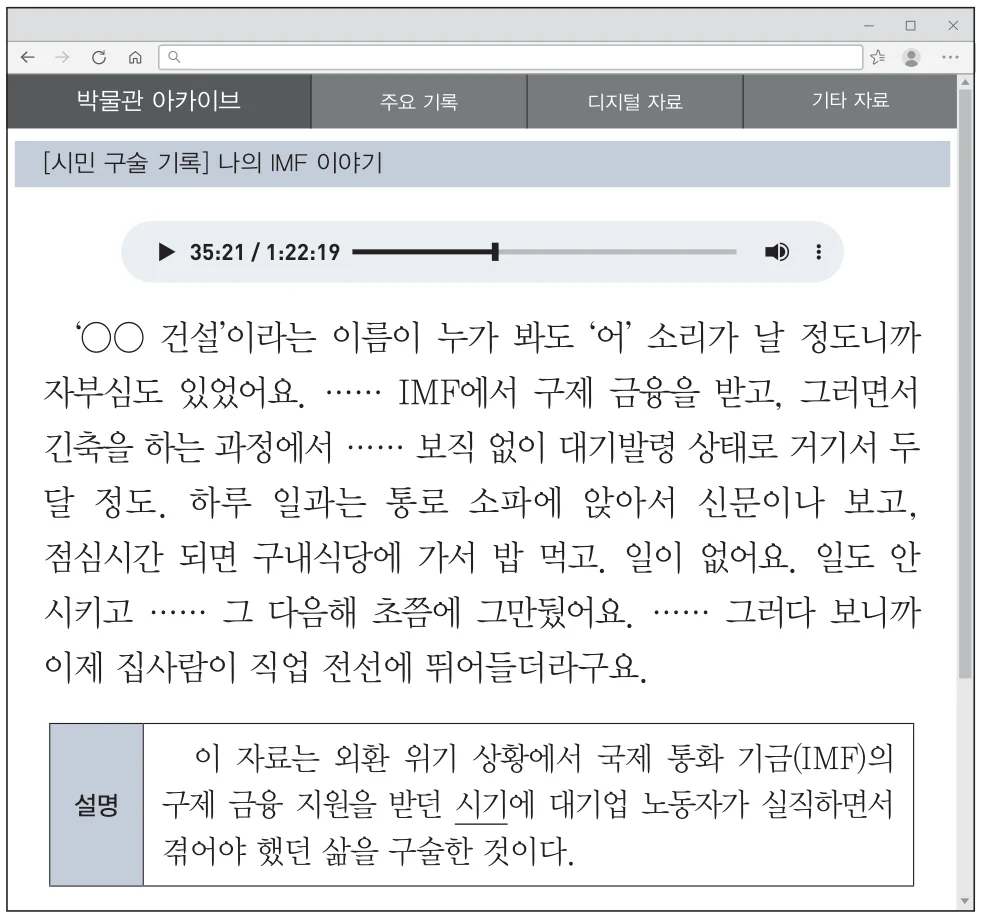 박물관 아카이브
주요 기록
디지털 자료
기타 자료
[시민 구술 기록] 나의 IMF 이야기
35:21 / 1:22:19
‘○○ 건설’이라는 이름이 누가 봐도 ‘어’ 소리가 날 정도니까
자부심도 있었어요. …… IMF에서 구제 금융을 받고, 그러면서
긴축을 하는 과정에서 …… 보직 없이 대기발령 상태로 거기서 두
달 정도. 하루 일과는 통로 소파에 앉아서 신문이나 보고,
점심시간 되면 구내식당에 가서 밥 먹고. 일이 없어요. 일도 안
시키고 …… 그 다음해 초쯤에 그만뒀어요. …… 그러다 보니까
이제 집사람이 직업 전선에 뛰어들더라구요.
설명
이 자료는 외환 위기 상황에서 국제 통화 기금(IMF)의
구제 금융 지원을 받던 시기에 대기업 노동자가 실직하면서
겪어야 했던 삶을 구술한 것이다.